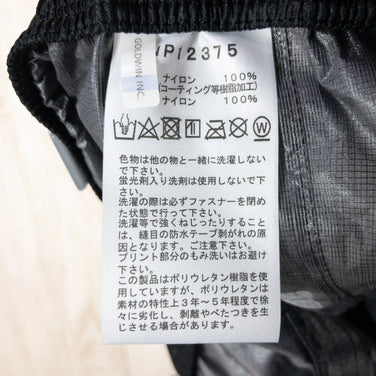 GOLDWIN INC.
NP12375
ナイロン 100%
(コーティング等樹脂加工)
ナイロン 100%
W
色物は他の物と一緒に洗濯しない
で下さい。
蛍光剤入り洗剤は使用しないで下
さい。
洗濯の際は必ずファスナーを閉め
た状態で行って下さい。
洗濯等で強くねじったりすること
は、縫目の防水テープ剥がれの原
因となります。ご注意下さい。
プリント部分のもみ洗いはお避け
下さい。
この製品はポリウレタン樹脂を使
用していますが、ポリウレタンは
素材の特性上3年～5年程度で徐
々に劣化し、剥離やべたつきを生
じさせる場合があります。